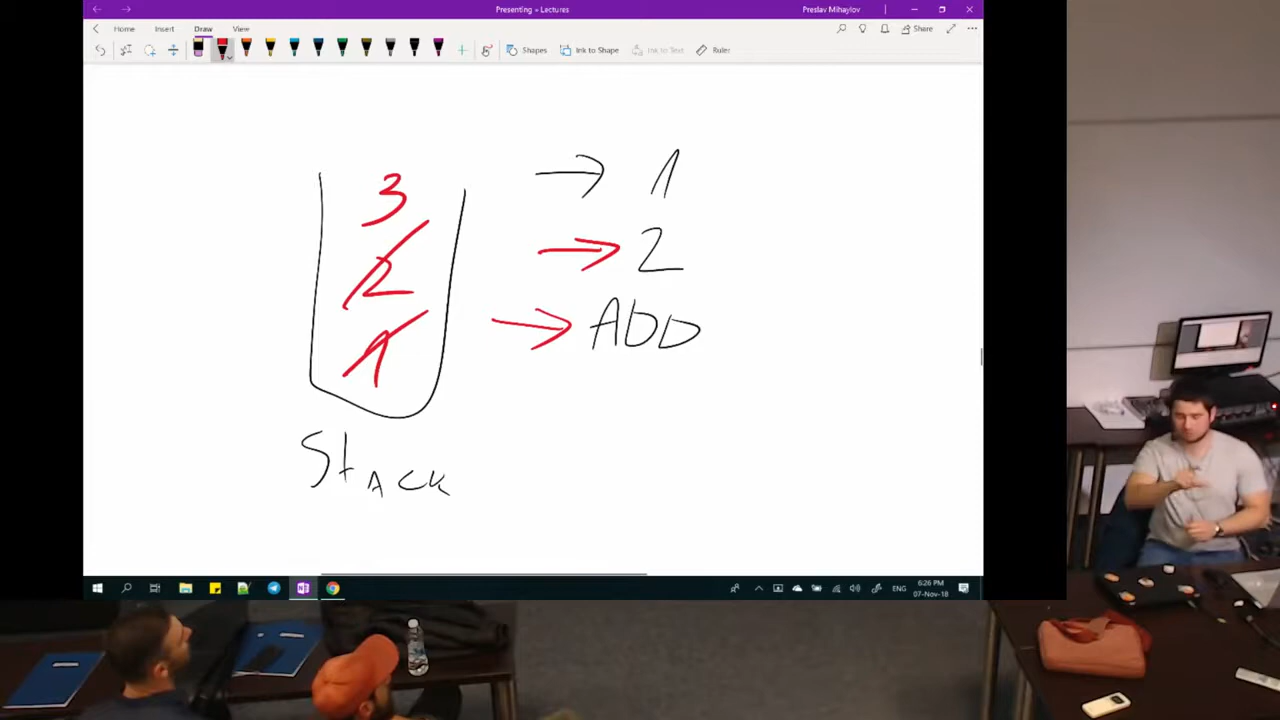 Presenting » Lectures
Preslav Mihaylov
Home Insert Draw View
Share
Shapes Ink to Shape Ink to Text Ruler
3
2
1
→ 1
→ 2
→ ADD
Stack
ENG
6:26 PM
07-Nov-18